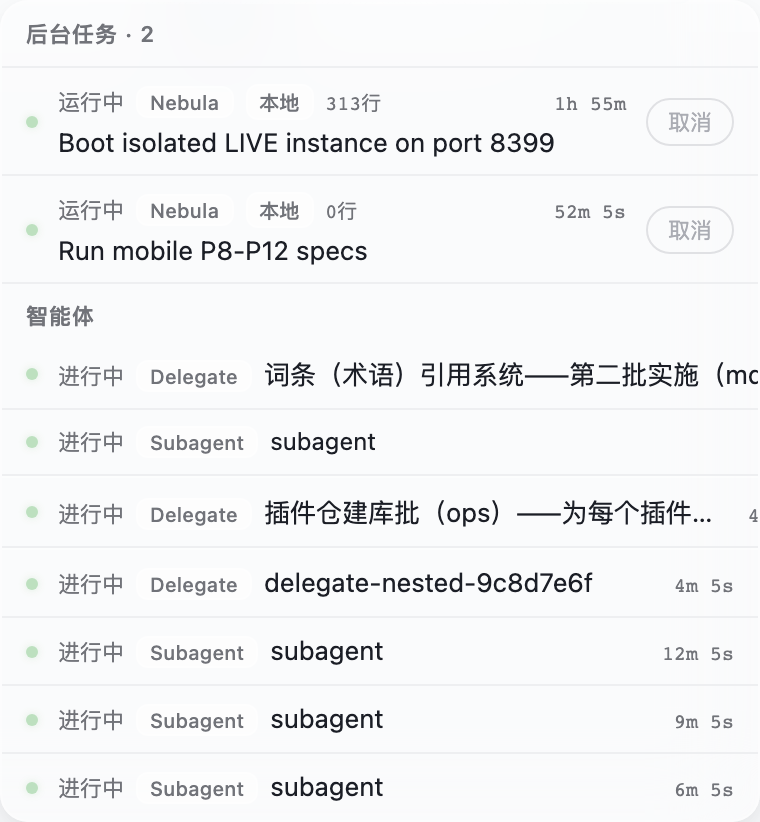 后台任务 · 2
运行中 Nebula 本地 313行 1h 55m
Boot isolated LIVE instance on port 8399
取消
运行中 Nebula 本地 0行 52m 5s
Run mobile P8-P12 specs
取消
智能体
进行中 Delegate 词条（术语）引用系统——第二批实施（mo
进行中 Subagent subagent
进行中 Delegate 插件仓建库批（ops）——为每个插件... 4
进行中 Delegate delegate-nested-9c8d7e6f 4m 5s
进行中 Subagent subagent 12m 5s
进行中 Subagent subagent 9m 5s
进行中 Subagent subagent 6m 5s